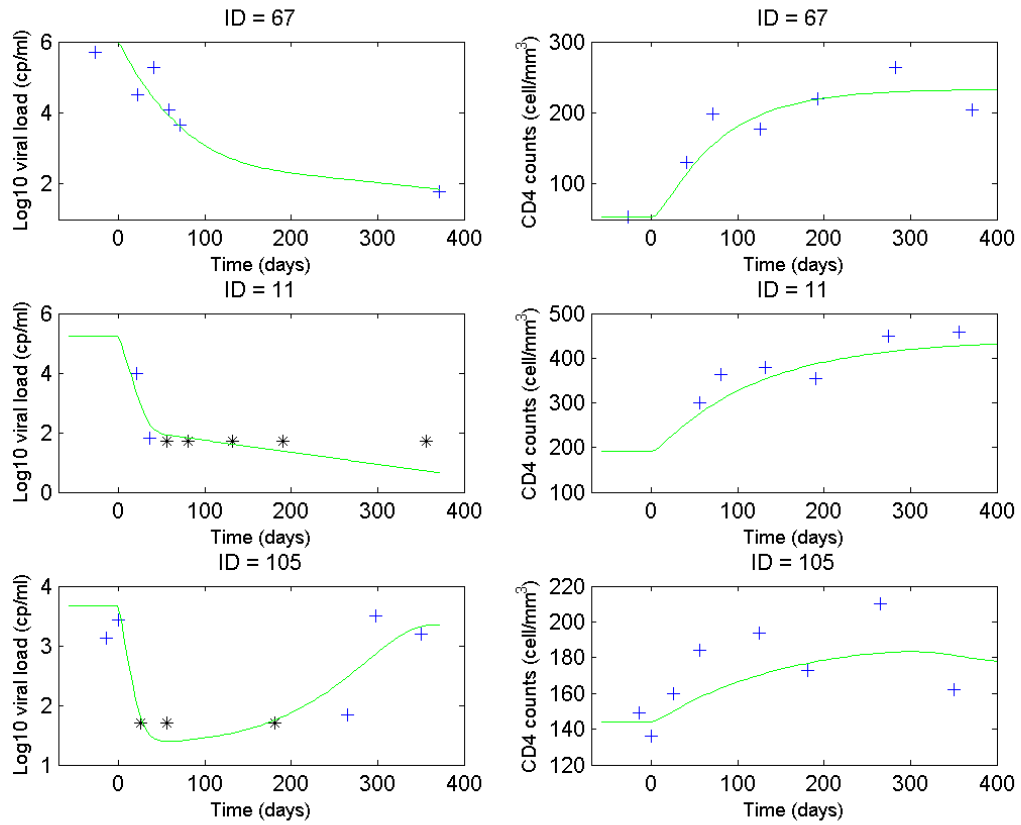 ID = 67
Log10 viral load (cp/ml)
6
4
2
0 100 200 300 400
Time (days)
ID = 67
CD4 counts (cell/mm³)
300
200
100
0 100 200 300 400
Time (days)
ID = 11
Log10 viral load (cp/ml)
6
4
2
0
0 100 200 300 400
Time (days)
ID = 11
CD4 counts (cell/mm³)
500
400
300
200
100
0 100 200 300 400
Time (days)
ID = 105
Log10 viral load (cp/ml)
4
3
2
1
0 100 200 300 400
Time (days)
ID = 105
CD4 counts (cell/mm³)
220
200
180
160
140
120
0 100 200 300 400
Time (days)